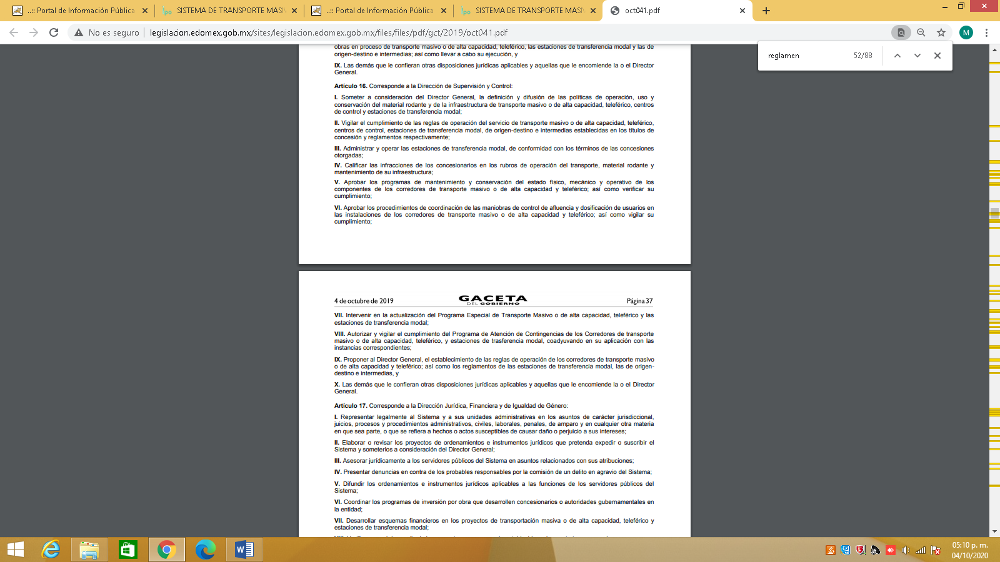 ..:: Portal de Información Pública
SISTEMA DE TRANSPORTE MASIV
..:: Portal de Información Pública
SISTEMA DE TRANSPORTE MASIV
oct041.pdf
No es seguro
legislacion.edomex.gob.mx/sites/legislacion.edomex.gob.mx/files/files/pdf/gct/2019/oct041.pdf
M
reglamen
52/88
obras en proceso de transporte masivo o de alta capacidad, teleférico, las estaciones de transferencia modal y las de
origen-destino e intermedias; así como llevar a cabo su ejecución, y
IX. Las demás que le confieran otras disposiciones jurídicas aplicables y aquellas que le encomiende la o el Director
General.
Artículo 16. Corresponde a la Dirección de Supervisión y Control:
I. Someter a consideración del Director General, la definición y difusión de las políticas de operación, uso y
conservación del material rodante y de la infraestructura de transporte masivo o de alta capacidad, teleférico, centros
de control y estaciones de transferencia modal;
II. Vigilar el cumplimiento de las reglas de operación del servicio de transporte masivo o de alta capacidad, teleférico,
centros de control, estaciones de transferencia modal, de origen-destino e intermedias establecidas en los títulos de
concesión y reglamentos respectivamente;
III. Administrar y operar las estaciones de transferencia modal, de conformidad con los términos de las concesiones
otorgadas;
IV. Calificar las infracciones de los concesionarios en los rubros de operación del transporte, material rodante y
mantenimiento de su infraestructura;
V. Aprobar los programas de mantenimiento y conservación del estado físico, mecánico y operativo de los
componentes de los corredores de transporte masivo o de alta capacidad y teleférico; así como verificar su
cumplimiento;
VI. Aprobar los procedimientos de coordinación de las maniobras de control de afluencia y dosificación de usuarios en
las instalaciones de los corredores de transporte masivo o de alta capacidad y teleférico; así como vigilar su
cumplimiento;
4 de octubre de 2019
GACETA
DEL GOBIERNO
Página 37
VII. Intervenir en la actualización del Programa Especial de Transporte Masivo o de alta capacidad, teleférico y las
estaciones de transferencia modal;
VIII. Autorizar y vigilar el cumplimiento del Programa de Atención de Contingencias de los Corredores de transporte
masivo o de alta capacidad, teleférico, y estaciones de trasferencia modal, coadyuvando en su aplicación con las
instancias correspondientes;
IX. Proponer al Director General, el establecimiento de las reglas de operación de los corredores de transporte masivo
o de alta capacidad y teleférico; así como los reglamentos de las estaciones de transferencia modal, las de origen-
destino e intermedias, y
X. Las demás que le confieran otras disposiciones jurídicas aplicables y aquellas que le encomiende la o el Director
General.
Artículo 17. Corresponde a la Dirección Jurídica, Financiera y de Igualdad de Género:
I. Representar legalmente al Sistema y a sus unidades administrativas en los asuntos de carácter jurisdiccional,
juicios, procesos y procedimientos administrativos, civiles, laborales, penales, de amparo y en cualquier otra materia
en que sea parte, o que se refiera a hechos o actos susceptibles de causar daño o perjuicio a sus intereses;
II. Elaborar o revisar los proyectos de ordenamientos e instrumentos jurídicos que pretenda expedir o suscribir el
Sistema y someterlos a consideración del Director General;
III. Asesorar jurídicamente a los servidores públicos del Sistema en asuntos relacionados con sus atribuciones;
IV. Presentar denuncias en contra de los probables responsables por la comisión de un delito en agravio del Sistema;
V. Difundir los ordenamientos e instrumentos jurídicos aplicables a las funciones de los servidores públicos del
Sistema;
VI. Coordinar los programas de inversión por obra que desarrollen concesionarios o autoridades gubernamentales en
la entidad;
VII. Desarrollar esquemas financieros en los proyectos de transportación masiva o de alta capacidad, teleférico y
estaciones de transferencia modal;
05:10 p. m.
04/10/2020